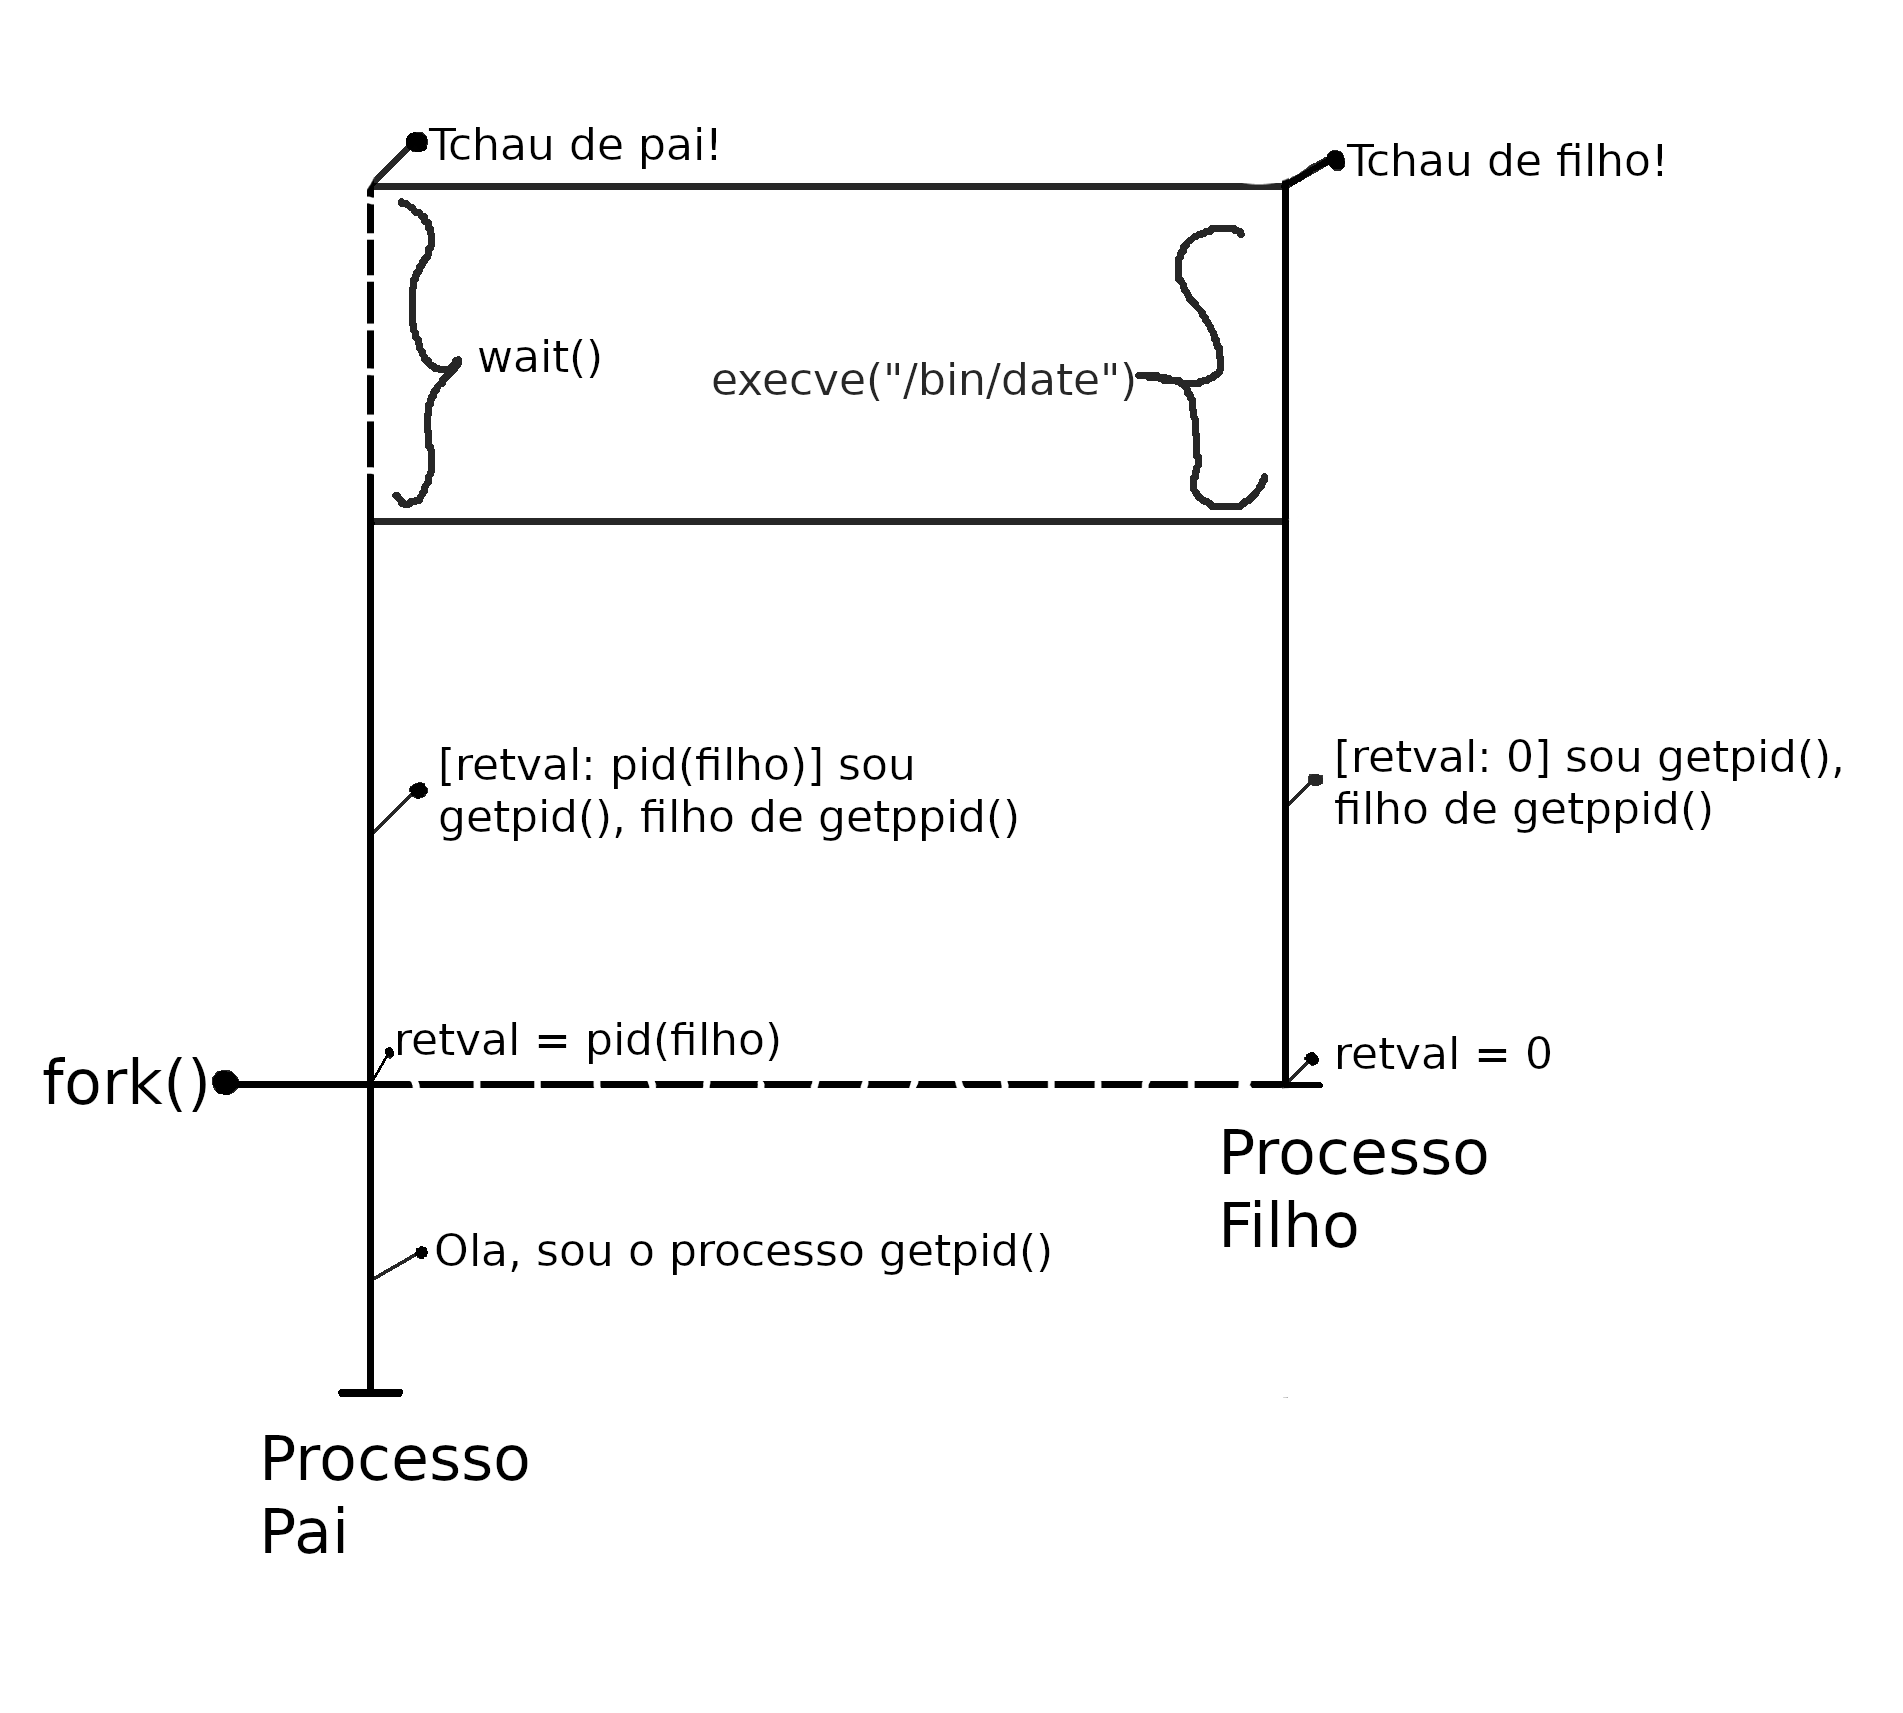 Tchau de pai!
Tchau de filho!
wait()
execve("/bin/date")
[retval: pid(filho)] sou
getpid(), filho de getppid()
[retval: 0] sou getpid(),
filho de getppid()
retval = pid(filho)
retval = 0
fork()
Processo
Filho
Ola, sou o processo getpid()
Processo
Pai